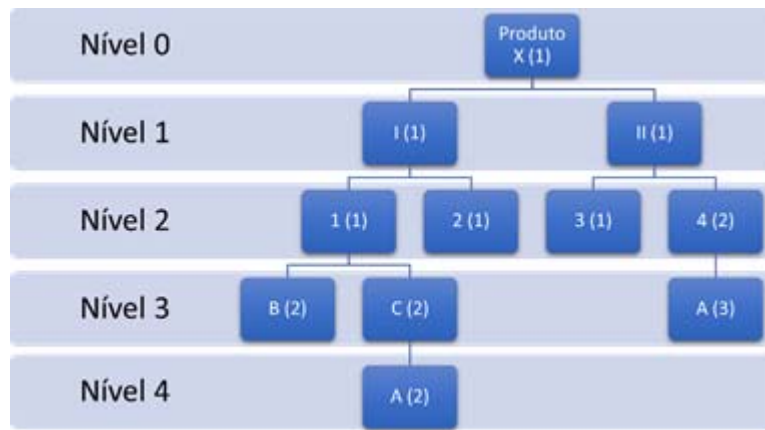 Nível 0
Produto
X (1)
Nível 1
I (1)
II (1)
Nível 2
1 (1)
2 (1)
3 (1)
4 (2)
Nível 3
B (2)
C (2)
A (3)
Nível 4
A (2)